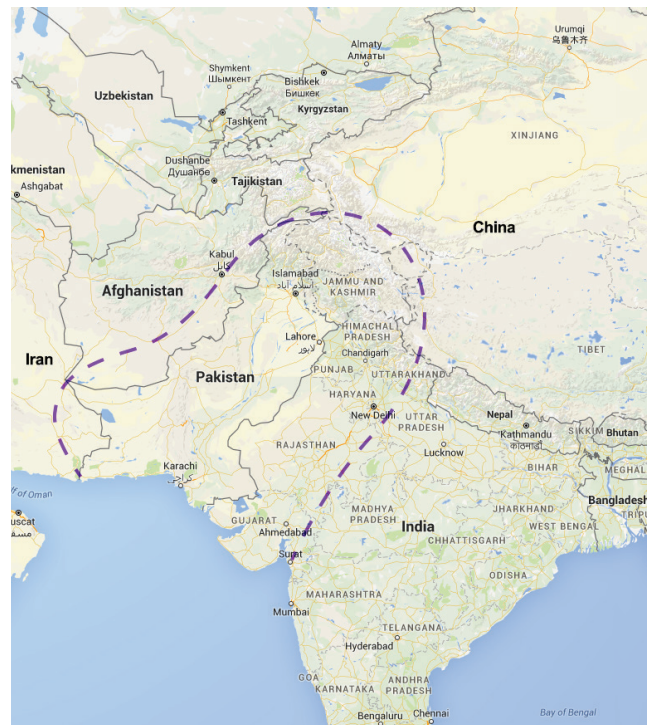 Urumqi
乌鲁木齐
Almaty
Алматы
Shymkent
Шымкент
Bishkek
Бишкек
Uzbekistan
Kyrgyzstan
Tashkent
XINJIANG
Dushanbe
Душанбе
kmenistan
Tajikistan
Ashgabat
China
Kabul
کابل
Islamabad
اسلام آباد
Afghanistan
JAMMU AND
KASHMIR
HIMACHAL
PRADESH
Lahore
لاہور
Iran
Chandigarh
TIBET
PUNJAB
Pakistan
UTTARAKHAND
HARYANA
New Delhi
UTTAR
PRADESH
Nepal
Kathmandu
काठमाडौं
SIKKIM
Bhutan
RAJASTHAN
Lucknow
Karachi
کراچی
BIHAR
MEGHAL
ulf of Oman
Bangladesh
MADHYA
PRADESH
JHARKHAND
TRIPU
uscat
مسقط
GUJARAT
Ahmedabad
India
WEST BENGAL
CHHATTISGARH
Surat
ODISHA
MAHARASHTRA
Mumbai
TELANGANA
Hyderabad
GOA
KARNATAKA
ANDHRA
PRADESH
Bengaluru
Chennai
Bay of Bengal